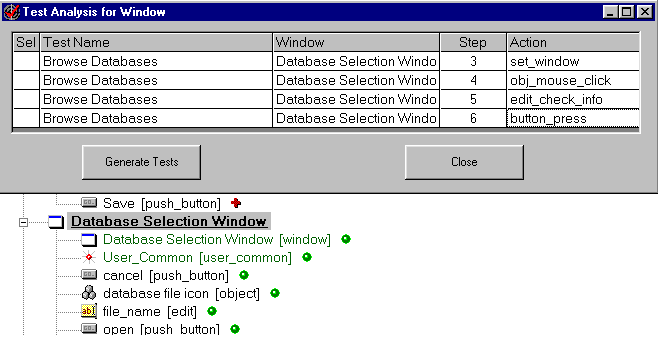 Test Analysis for Window
Sel Test Name Window Step Action
Browse Databases Database Selection Windo 3 set_window
Browse Databases Database Selection Windo 4 obj_mouse_click
Browse Databases Database Selection Windo 5 edit_check_info
Browse Databases Database Selection Windo 6 button_press
Generate Tests Close
Save [push_button]
Database Selection Window
Database Selection Window [window]
User_Common [user_common]
cancel [push_button]
database file icon [object]
ab file_name [edit]
open [push_button]